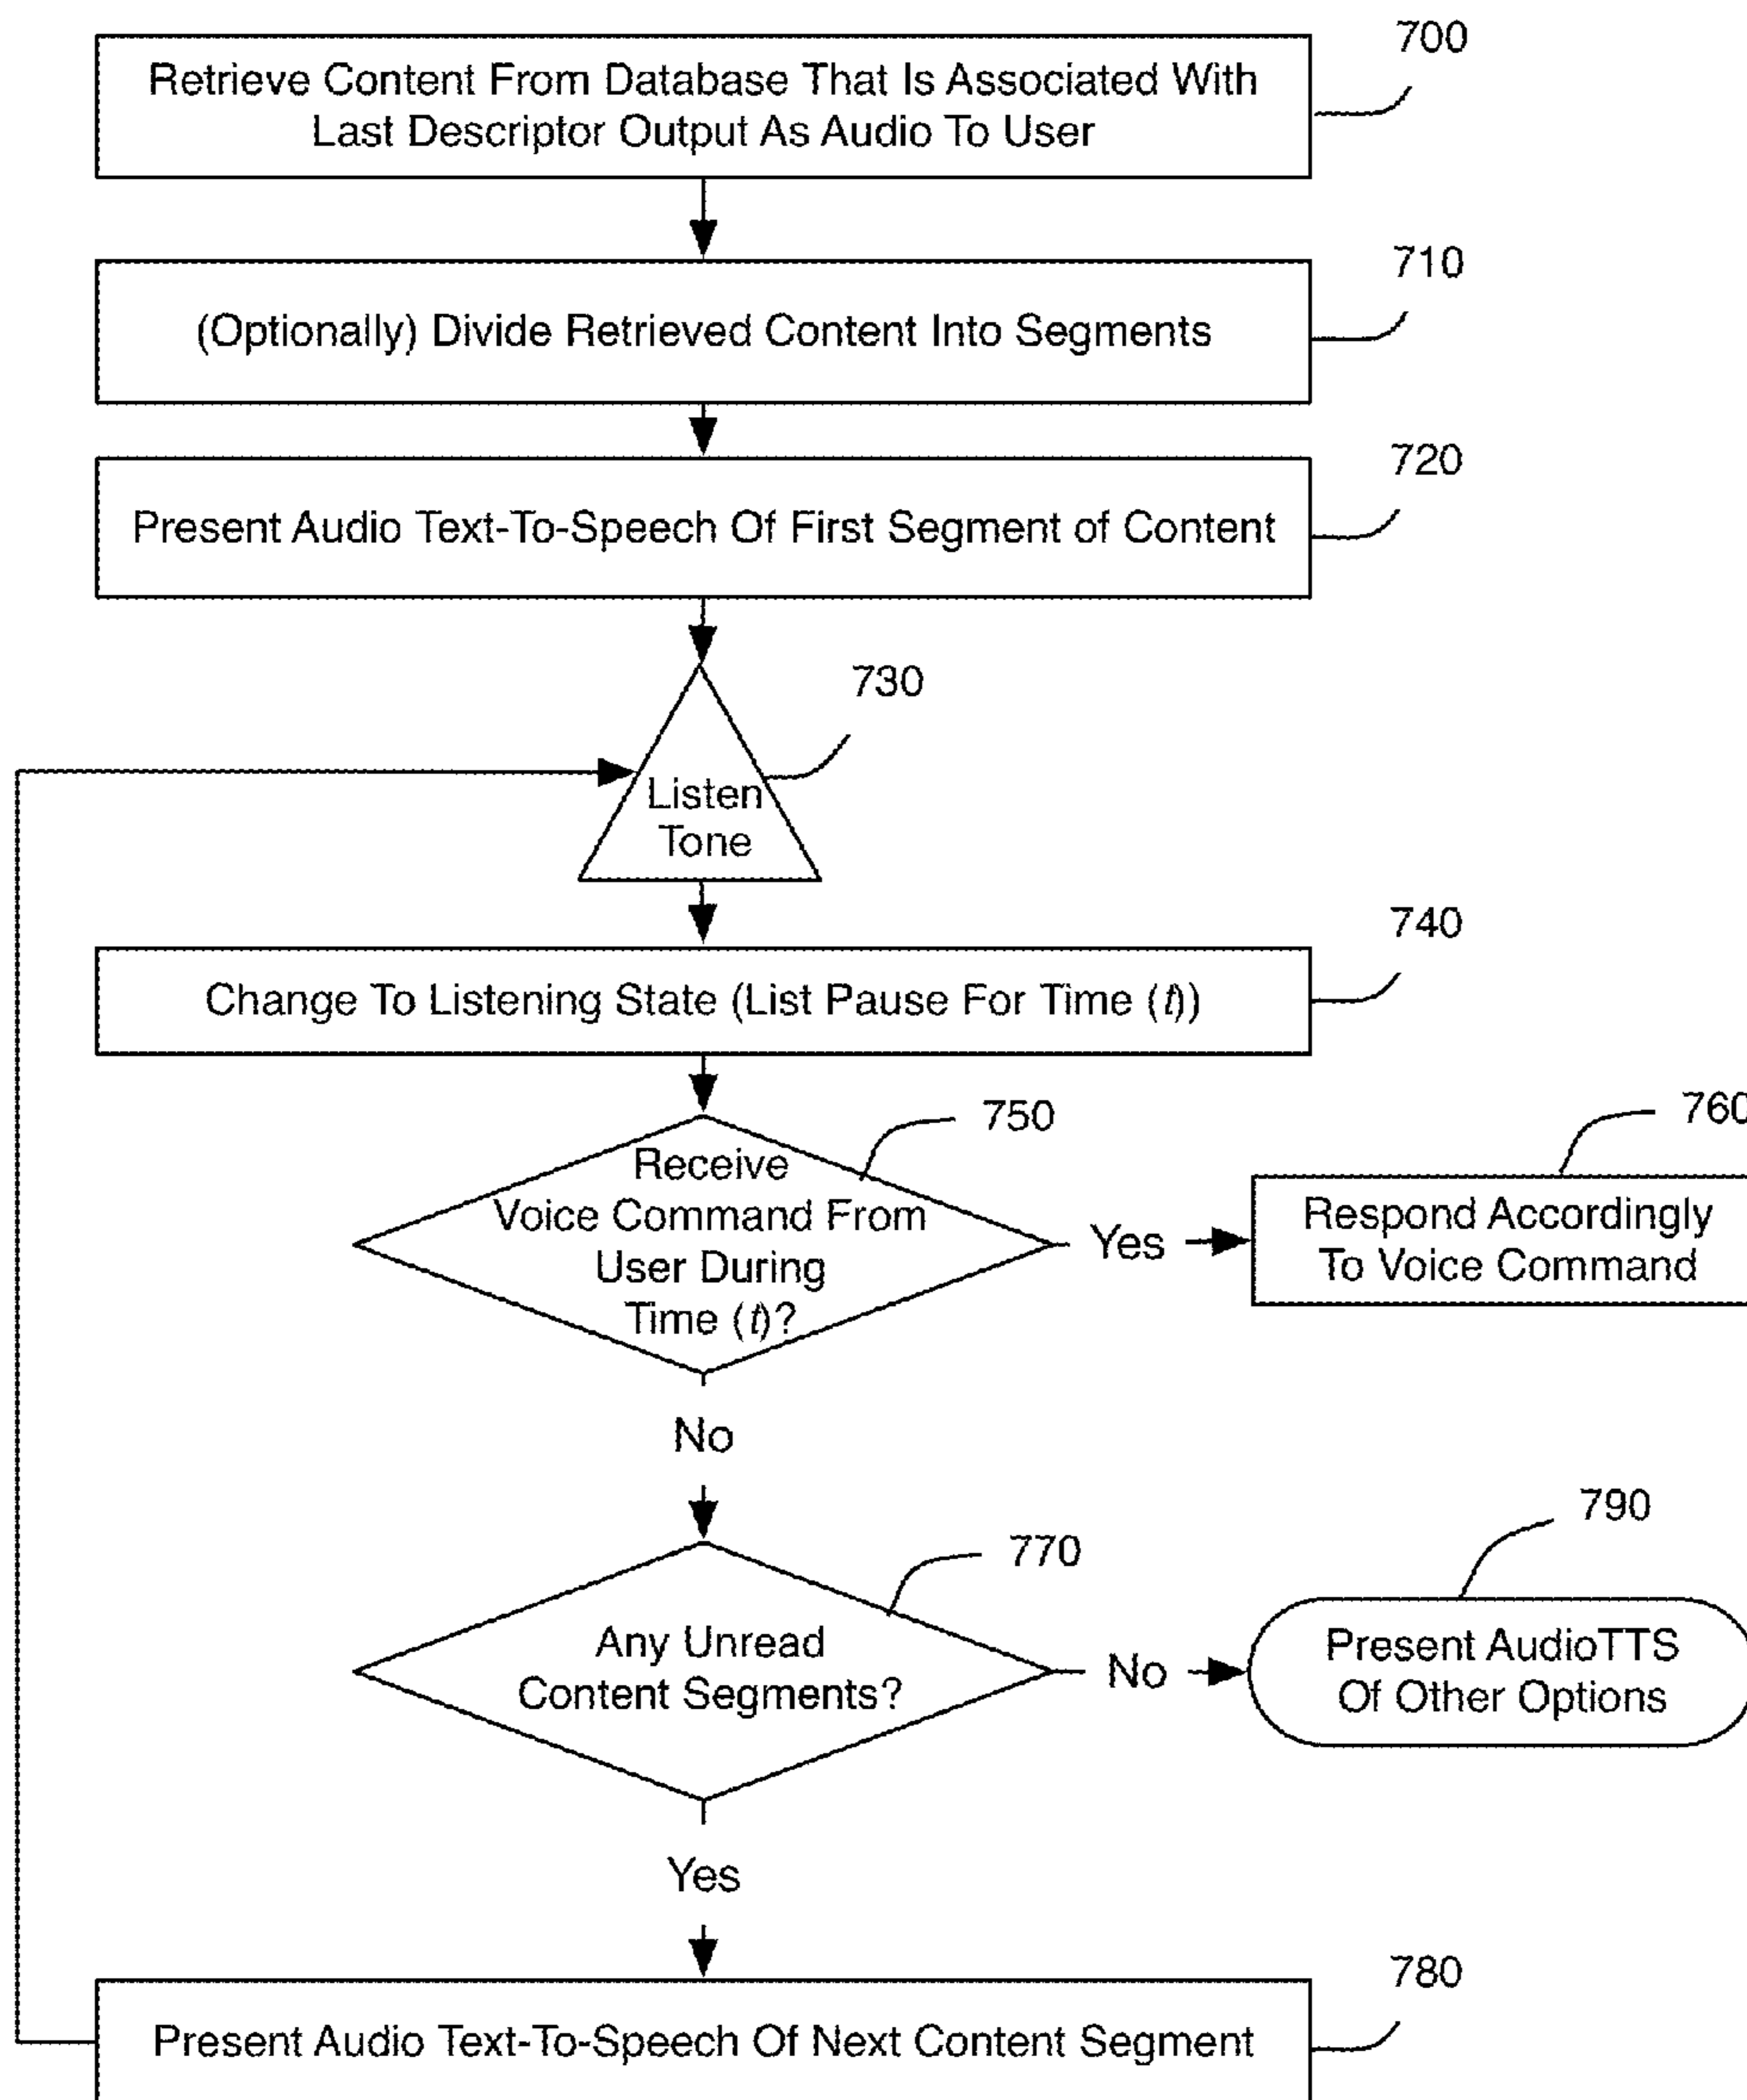 700
Retrieve Content From Database That Is Associated With
Last Descriptor Output As Audio To User
710
(Optionally) Divide Retrieved Content Into Segments
720
Present Audio Text-To-Speech Of First Segment of Content
730
Listen
Tone
740
Change To Listening State (List Pause For Time (t))
750
Receive
Voice Command From
User During
Time (t)?
Yes
760
Respond Accordingly
To Voice Command
No
770
Any Unread
Content Segments?
No
790
Present AudioTTS
Of Other Options
Yes
780
Present Audio Text-To-Speech Of Next Content Segment